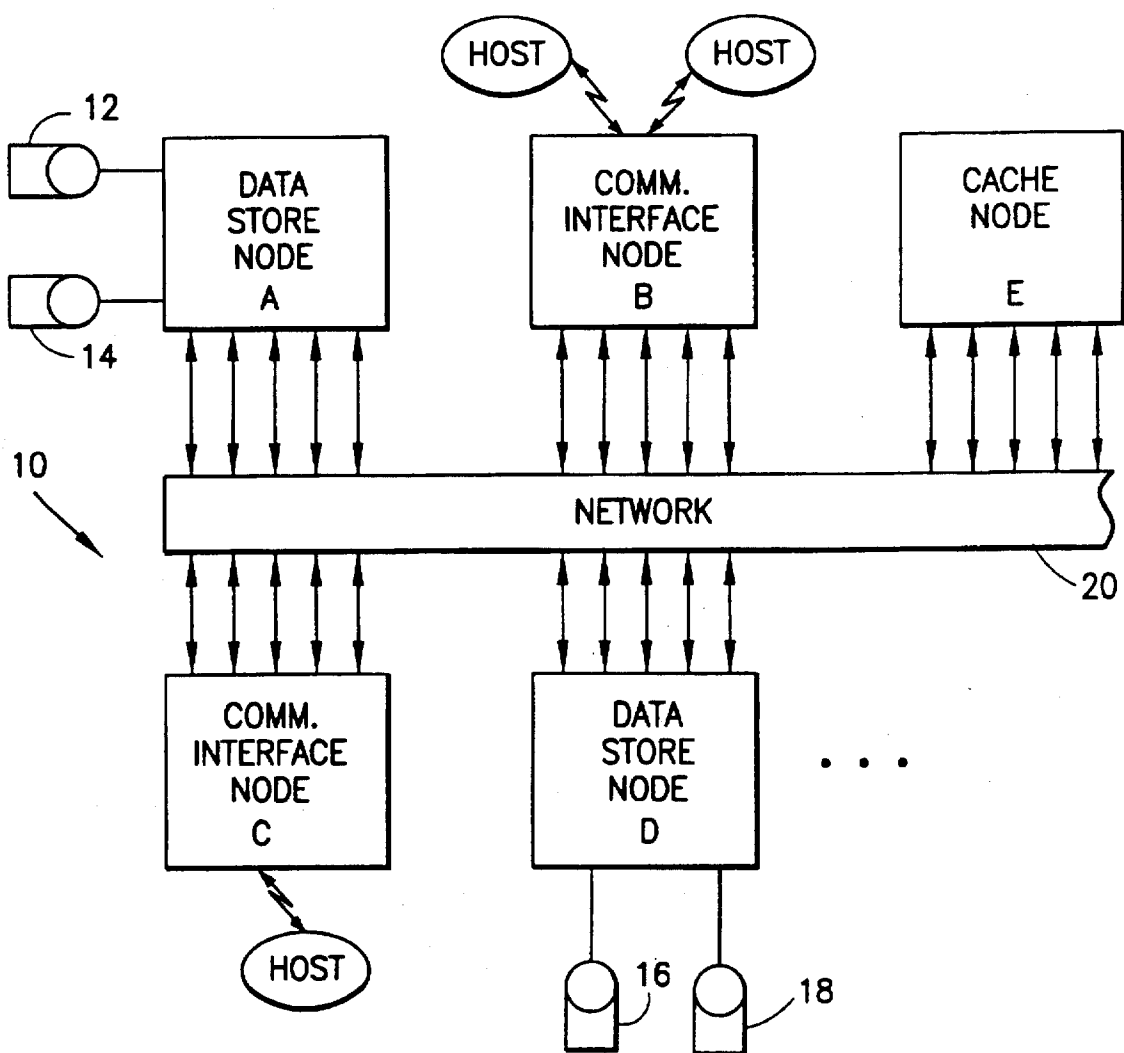 HOST
HOST
12
DATA
STORE
NODE
A
COMM.
INTERFACE
NODE
B
CACHE
NODE
E
14
10
NETWORK
20
COMM.
INTERFACE
NODE
C
DATA
STORE
NODE
D
. . .
HOST
16
18